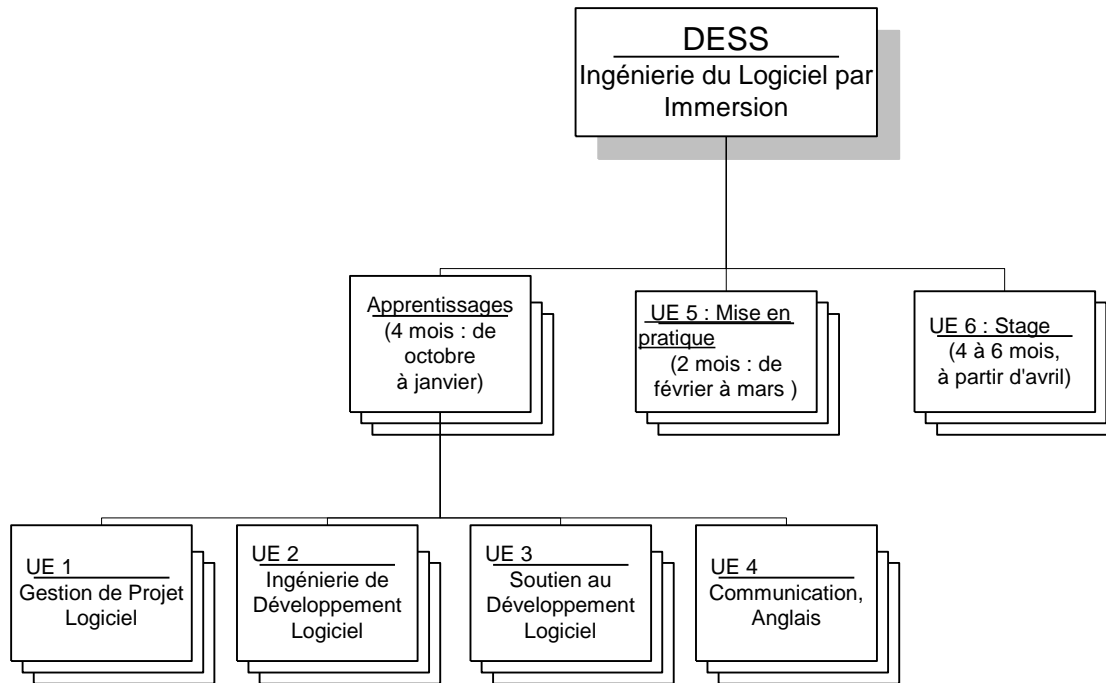 DESS
Ingénierie du Logiciel par
Immersion
Apprentissages
(4 mois : de
octobre
à janvier)
UE 5 : Mise en
pratique
(2 mois : de
février à mars )
UE 6 : Stage
(4 à 6 mois,
à partir d'avril)
UE 1
Gestion de Projet
Logiciel
UE 2
Ingénierie de
Développement
Logiciel
UE 3
Soutien au
Développement
Logiciel
UE 4
Communication,
Anglais